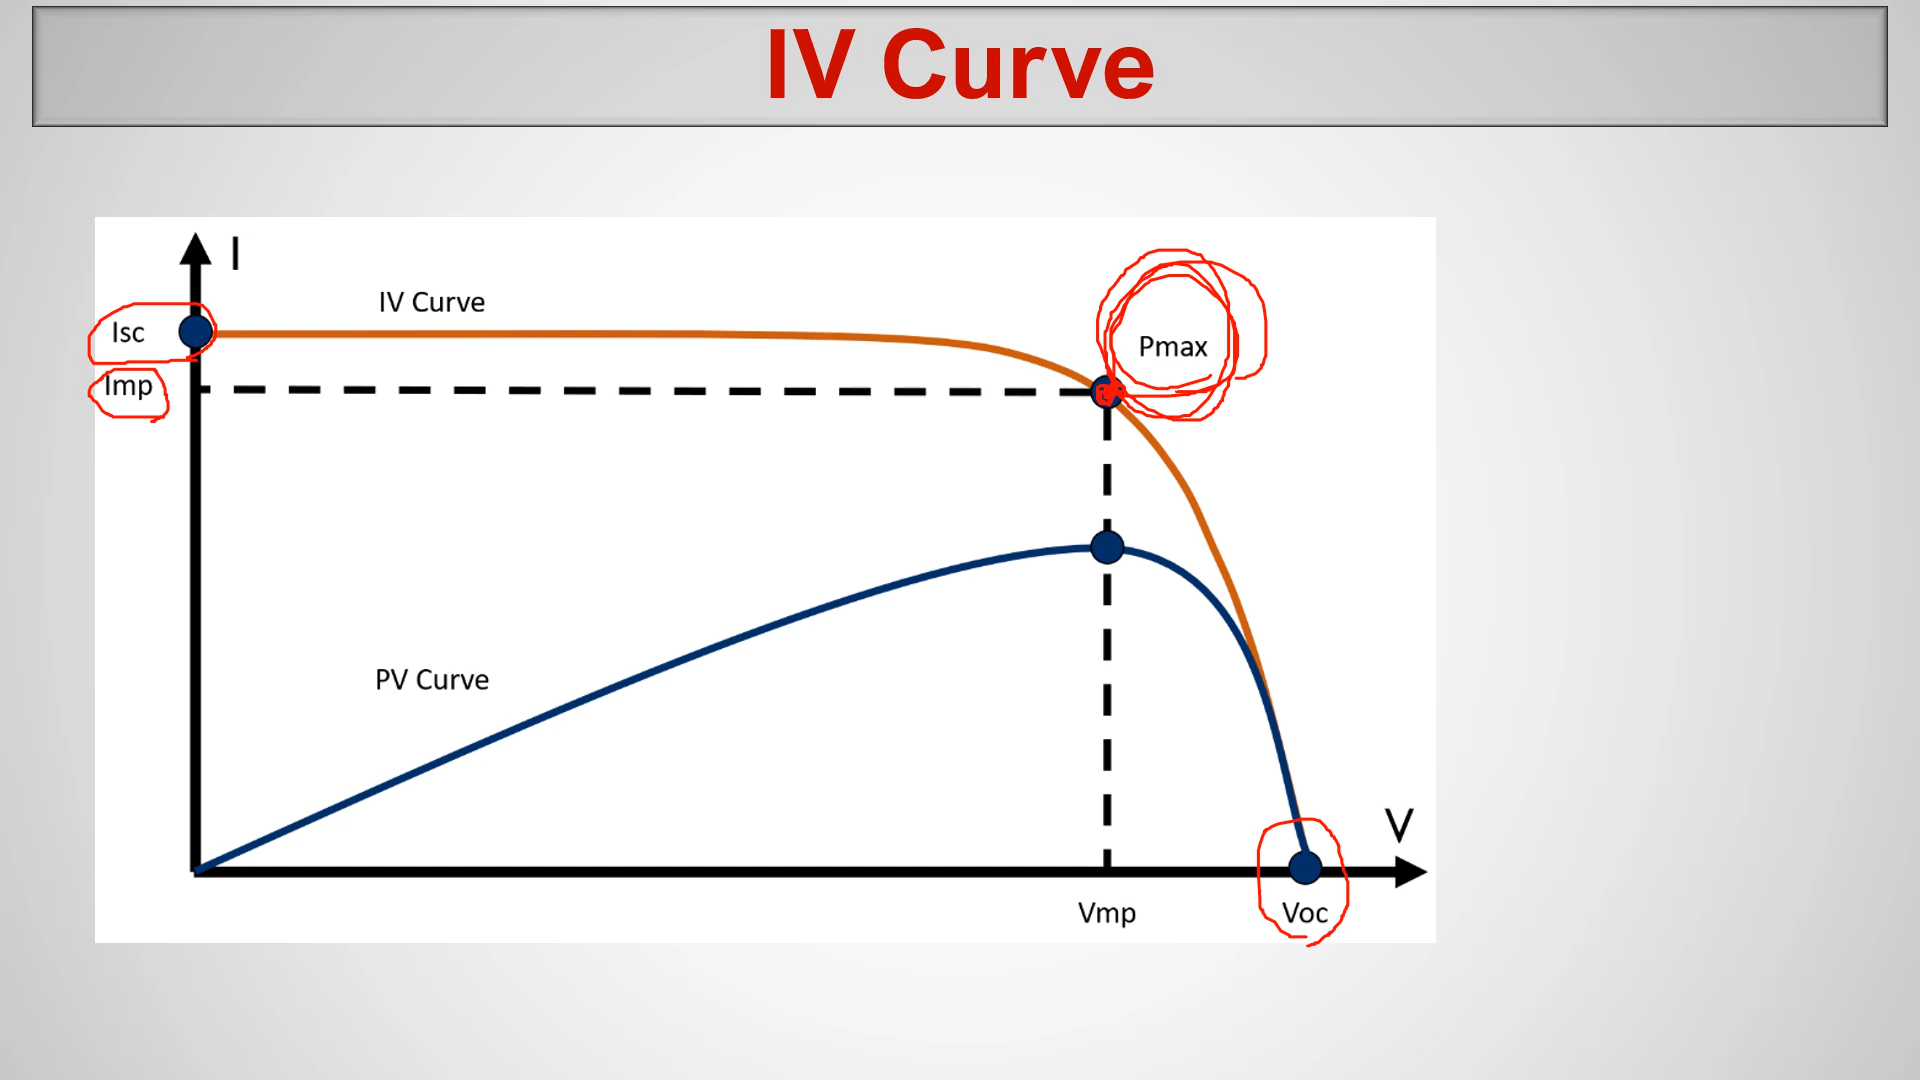 IV Curve
I
IV Curve
Isc
Pmax
Imp
PV Curve
V
Vmp
Voc